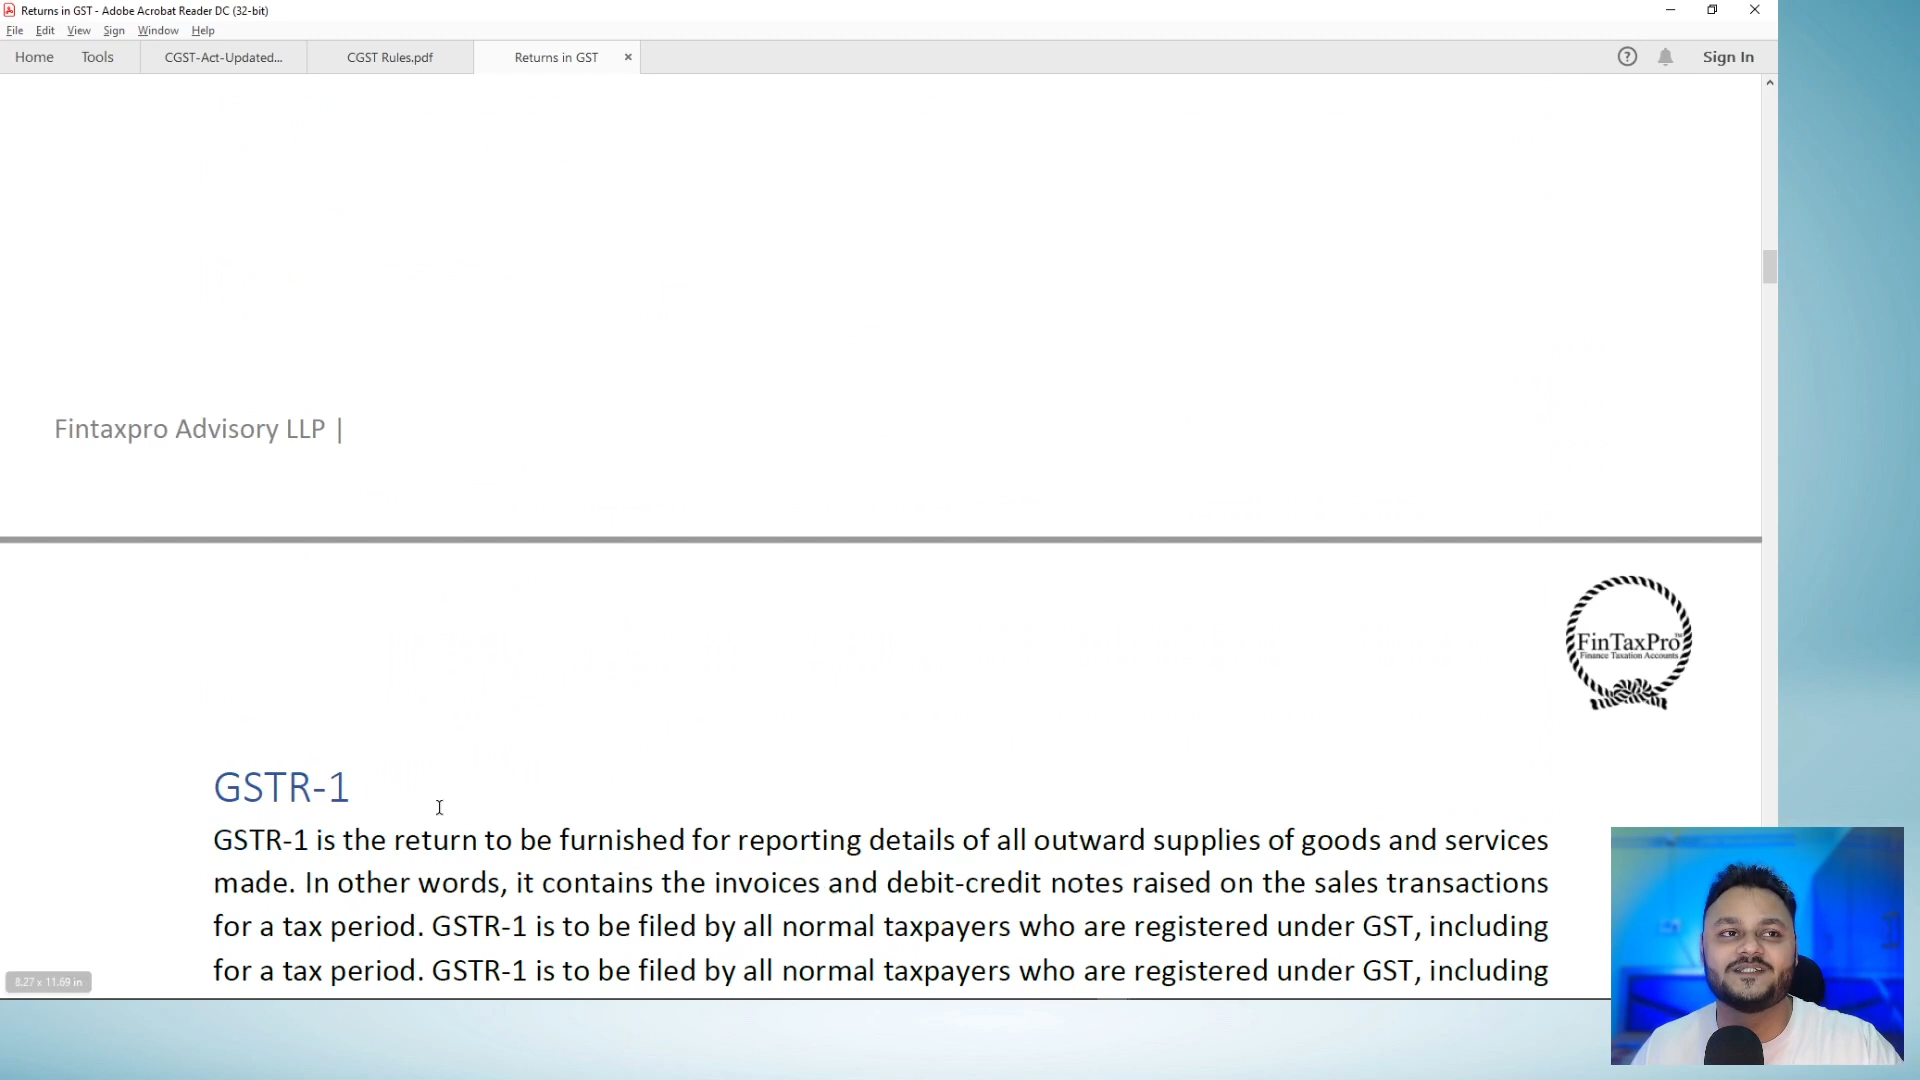 Returns in GST - Adobe Acrobat Reader DC (32-bit)
File Edit View Sign Window Help
Home Tools CGST-Act-Updated... CGST Rules.pdf Returns in GST × ? Sign In
Fintaxpro Advisory LLP |
FinTaxPro™
Finance Taxation Accounts
GSTR-1
GSTR-1 is the return to be furnished for reporting details of all outward supplies of goods and services
made. In other words, it contains the invoices and debit-credit notes raised on the sales transactions
for a tax period. GSTR-1 is to be filed by all normal taxpayers who are registered under GST, including
for a tax period. GSTR-1 is to be filed by all normal taxpayers who are registered under GST, including
8.27 x 11.69 in